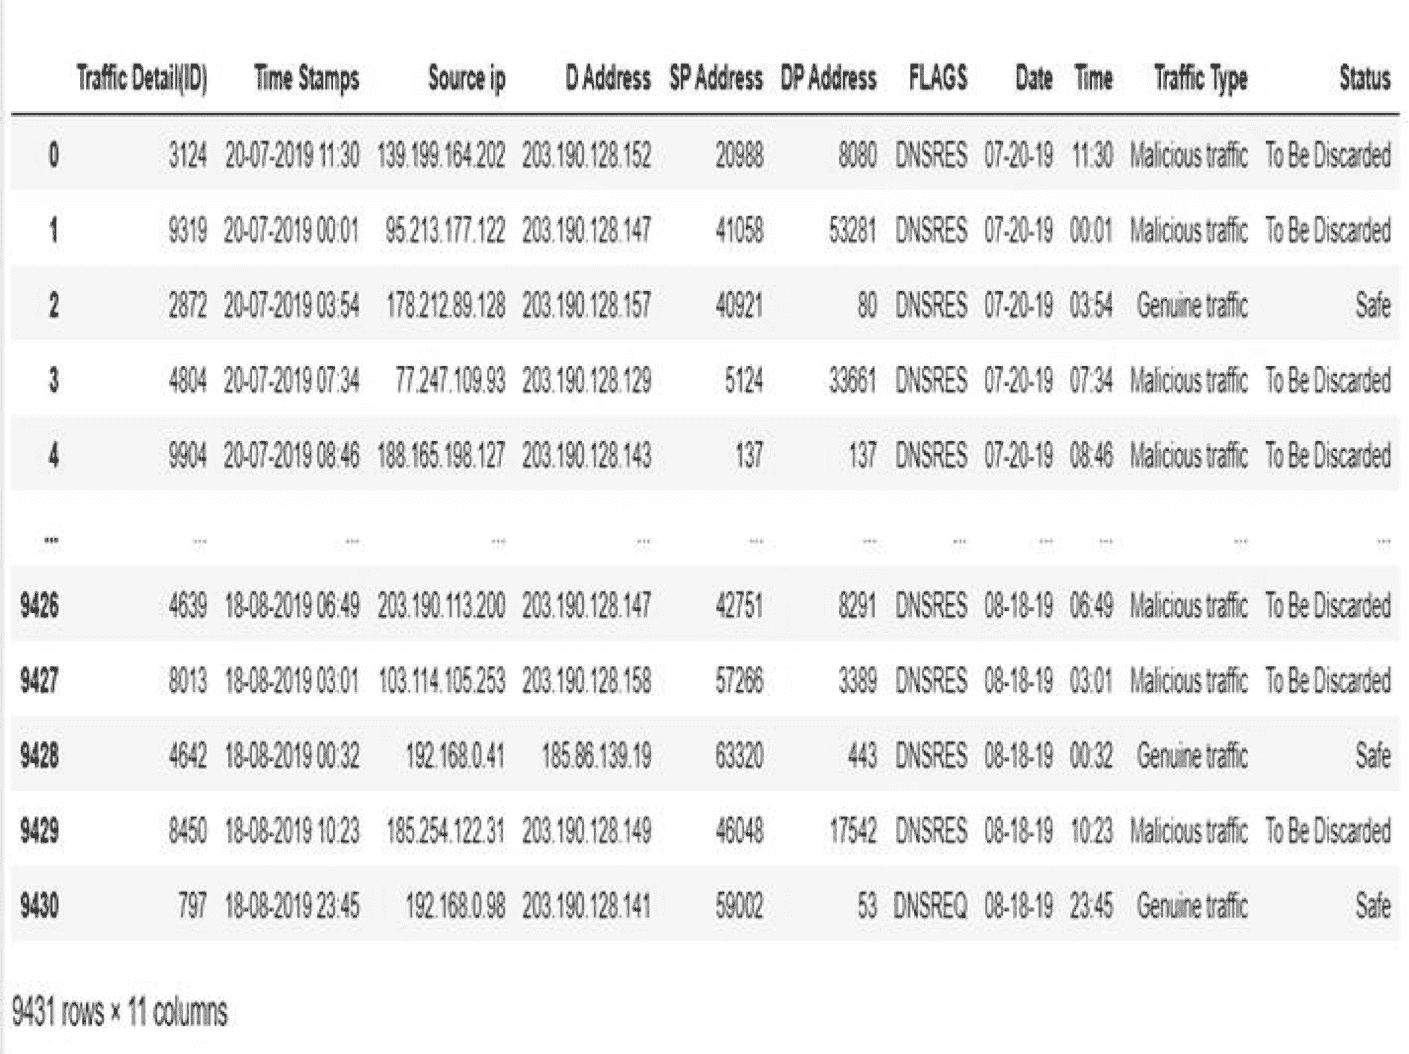 Traffic Detail(ID) Time Stamps Source ip D Address SP Address DP Address FLAGS Date Time Traffic Type Status
0 3124 20-07-2019 11:30 139.199.164.202 203.190.128.152 20988 8080 DNSRES 07-20-19 11:30 Malicious traffic To Be Discarded
1 9319 20-07-2019 00:01 95.213.177.122 203.190.128.147 41058 53281 DNSRES 07-20-19 00:01 Malicious traffic To Be Discarded
2 2872 20-07-2019 03:54 178.212.89.128 203.190.128.157 40921 80 DNSRES 07-20-19 03:54 Genuine traffic Safe
3 4804 20-07-2019 07:34 77.247.109.93 203.190.128.129 5124 33661 DNSRES 07-20-19 07:34 Malicious traffic To Be Discarded
4 9904 20-07-2019 08:46 188.165.198.127 203.190.128.143 137 137 DNSRES 07-20-19 08:46 Malicious traffic To Be Discarded
... ... ... ... ... ... ... ... ... ... ... ...
9426 4639 18-08-2019 06:49 203.190.113.200 203.190.128.147 42751 8291 DNSRES 08-18-19 06:49 Malicious traffic To Be Discarded
9427 8013 18-08-2019 03:01 103.114.105.253 203.190.128.158 57266 3389 DNSRES 08-18-19 03:01 Malicious traffic To Be Discarded
9428 4642 18-08-2019 00:32 192.168.0.41 185.86.139.19 63320 443 DNSRES 08-18-19 00:32 Genuine traffic Safe
9429 8450 18-08-2019 10:23 185.254.122.31 203.190.128.149 46048 17542 DNSRES 08-18-19 10:23 Malicious traffic To Be Discarded
9430 797 18-08-2019 23:45 192.168.0.98 203.190.128.141 59002 53 DNSREQ 08-18-19 23:45 Genuine traffic Safe
9431 rows × 11 columns